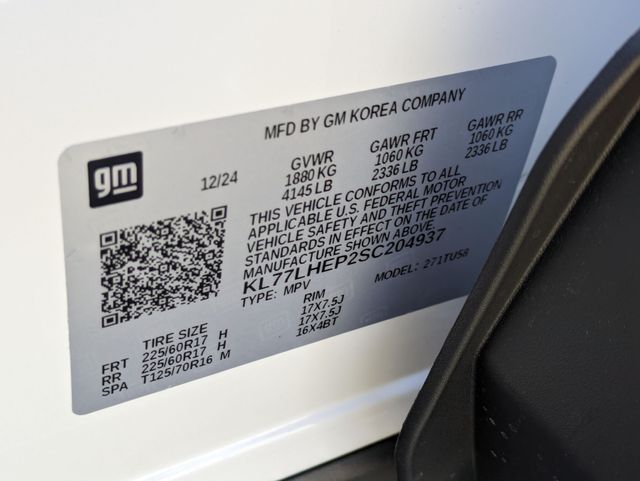 MFD BY GM KOREA COMPANY
gm
12/24
GVWR GAWR FRT GAWR RR
1880 KG 1060 KG 1060 KG
4145 LB 2336 LB 2336 LB
THIS VEHICLE CONFORMS TO ALL
APPLICABLE U.S. FEDERAL MOTOR
VEHICLE SAFETY AND THEFT PREVENTION
STANDARDS IN EFFECT ON THE DATE OF
MANUFACTURE SHOWN ABOVE.
KL77LHEP2SC204937
TYPE: MPV MODEL: 271TU58
TIRE SIZE RIM
FRT 225/60R17 H 17X7.5J
RR 225/60R17 H 17X7.5J
SPA T125/70R16 M 16X4BT